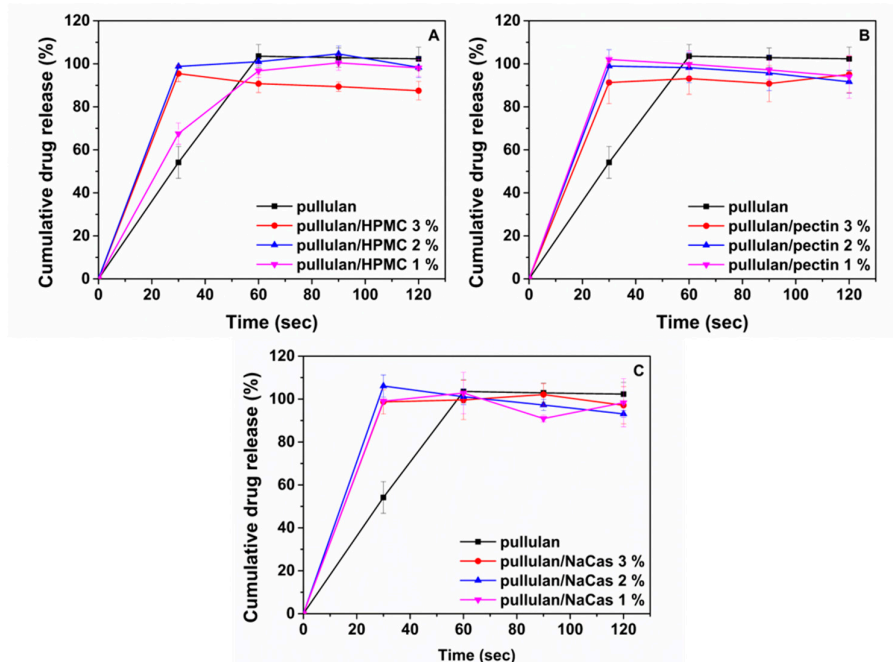 A
120
100
80
60
40
20
0
Cumulative drug release (%)
pullulan
pullulan/HPMC 3 %
pullulan/HPMC 2 %
pullulan/HPMC 1 %
0 20 40 60 80 100 120
Time (sec)
B
120
100
80
60
40
20
0
Cumulative drug release (%)
pullulan
pullulan/pectin 3 %
pullulan/pectin 2 %
pullulan/pectin 1 %
0 20 40 60 80 100 120
Time (sec)
C
120
100
80
60
40
20
0
Cumulative drug release (%)
pullulan
pullulan/NaCas 3 %
pullulan/NaCas 2 %
pullulan/NaCas 1 %
0 20 40 60 80 100 120
Time (sec)